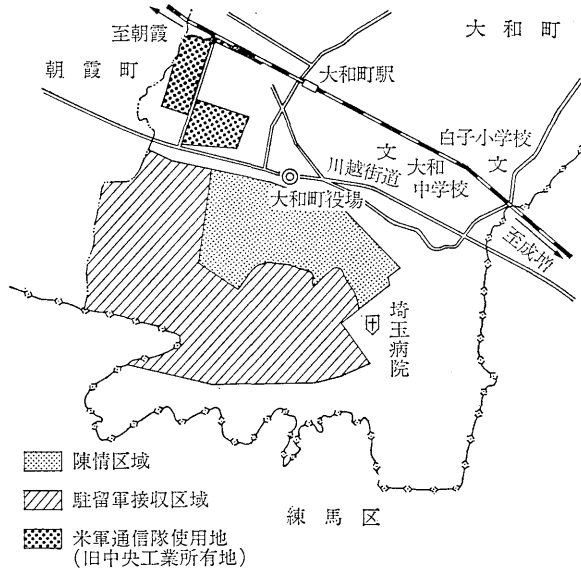 至朝霞
大和町
朝霞町
大和町駅
白子小学校
文
文
大和
中学校
川越街道
大和町役場
至成増
埼玉病院
陳情区域
駐留軍接収区域
練馬区
米軍通信隊使用地
(旧中央工業所有地)